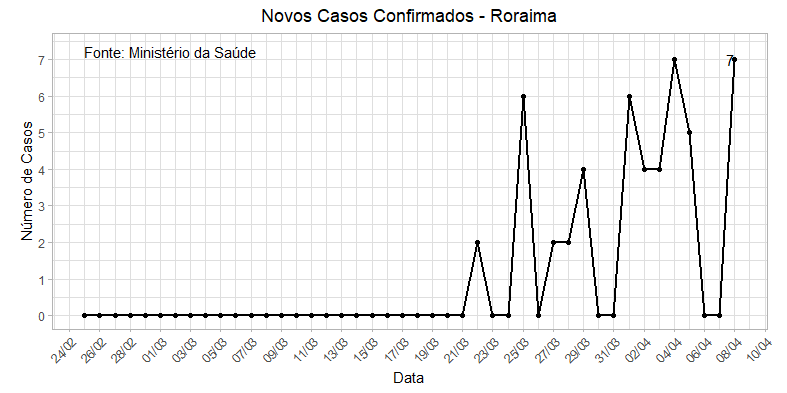 Novos Casos Confirmados - Roraima
Fonte: Ministério da Saúde
7
7
6
5
4
3
2
1
0
Número de Casos
24/02 26/02 28/02 01/03 03/03 05/03 07/03 09/03 11/03 13/03 15/03 17/03 19/03 21/03 23/03 25/03 27/03 29/03 31/03 02/04 04/04 06/04 08/04 10/04
Data